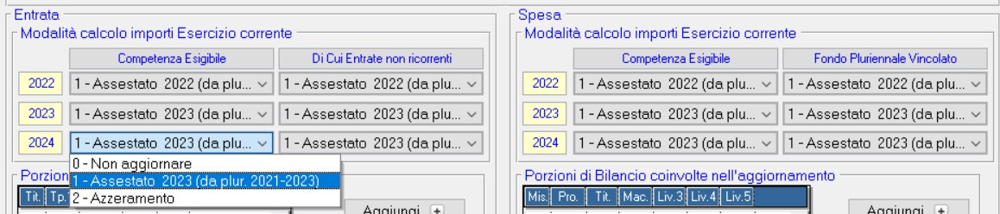 Entrata
Modalità calcolo importi Esercizio corrente
Competenza Esigibile Di Cui Entrate non ricorrenti
2022 1 - Assestato 2022 (da plu... 1 - Assestato 2022 (da plu...
2023 1 - Assestato 2023 (da plu... 1 - Assestato 2023 (da plu...
2024 1 - Assestato 2023 (da plu... 1 - Assestato 2023 (da plu...
0 - Non aggiornare
1 - Assestato 2023 (da plur. 2021-2023)
2 - Azzeramento
Porzion
Tit. Tp.
Aggiungi +
Spesa
Modalità calcolo importi Esercizio corrente
Competenza Esigibile Fondo Pluriennale Vincolato
2022 1 - Assestato 2022 (da plu... 1 - Assestato 2022 (da plu...
2023 1 - Assestato 2023 (da plu... 1 - Assestato 2023 (da plu...
2024 1 - Assestato 2023 (da plu... 1 - Assestato 2023 (da plu...
Porzioni di Bilancio coinvolte nell'aggiornamento
Mis. Pro. Tit. Mac. Liv.3 Liv.4 Liv.5
Aggiungi +